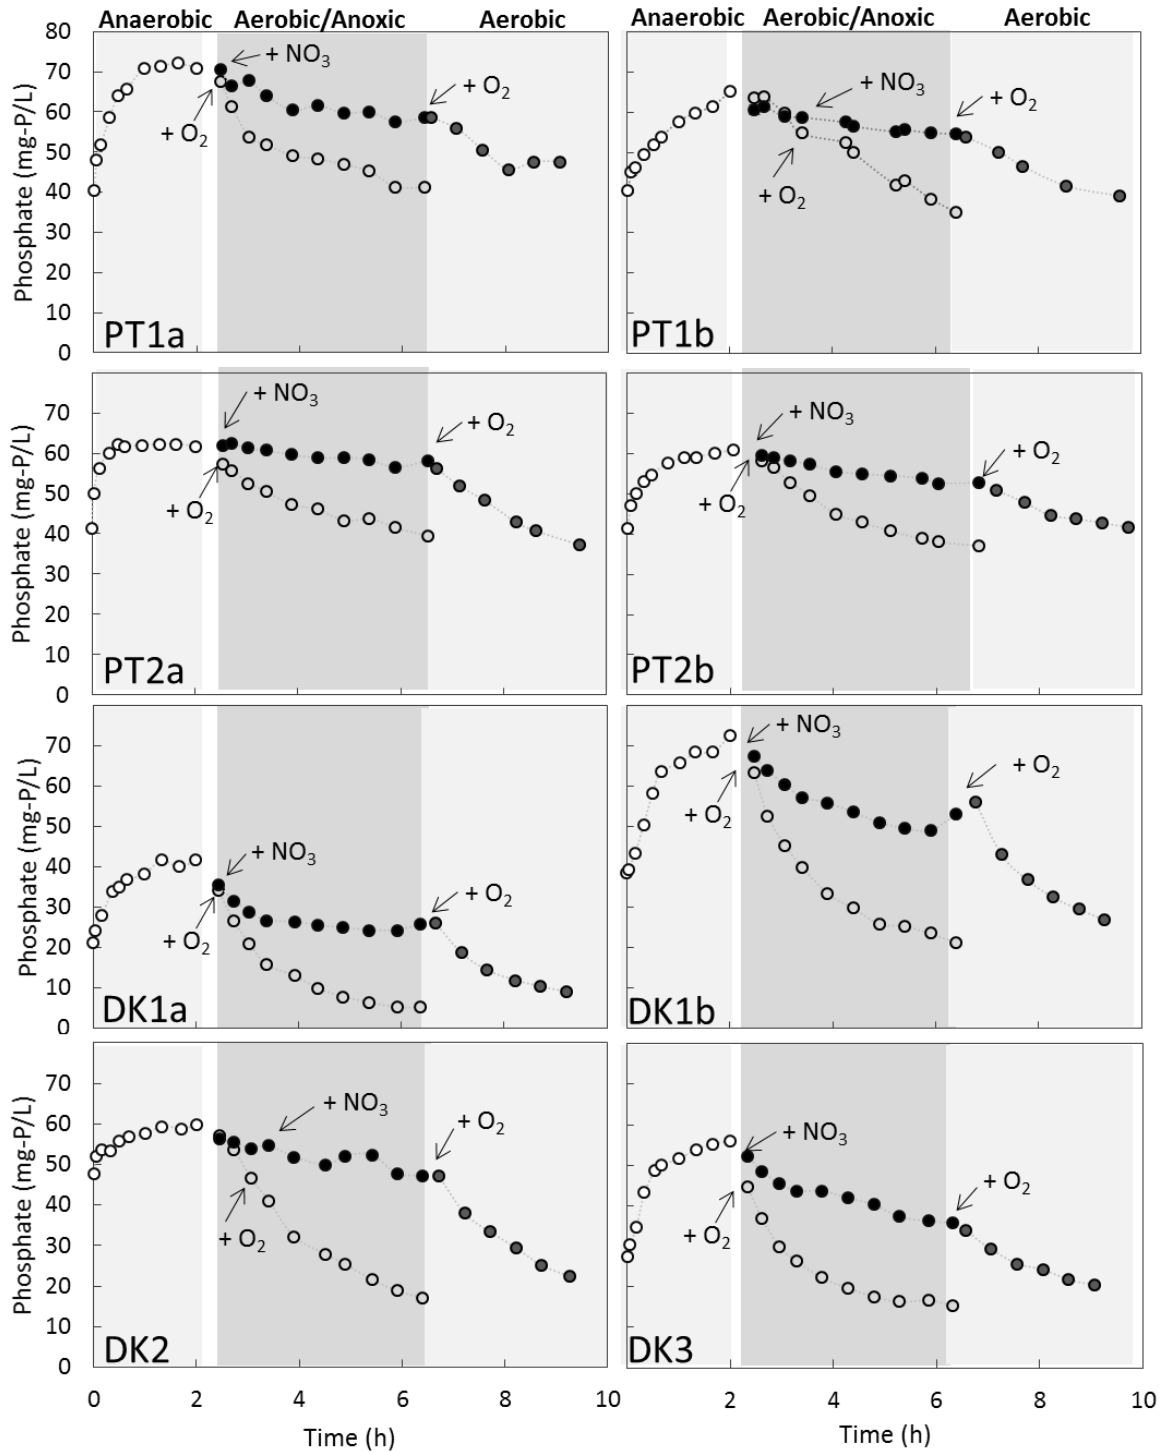 Anaerobic Aerobic/Anoxic Aerobic
Anaerobic Aerobic/Anoxic Aerobic
Phosphate (mg-P/L)
80
70
60
50
40
30
20
10
0
+ NO3
+ O2
+ O2
PT1a
Phosphate (mg-P/L)
+ NO3
+ O2
+ O2
PT1b
Phosphate (mg-P/L)
70
60
50
40
30
20
10
0
+ NO3
+ O2
+ O2
PT2a
+ NO3
+ O2
+ O2
PT2b
Phosphate (mg-P/L)
70
60
50
40
30
20
10
0
+ NO3
+ O2
+ O2
DK1a
+ NO3
+ O2
+ O2
DK1b
Phosphate (mg-P/L)
70
60
50
40
30
20
10
0
+ NO3
+ O2
+ O2
DK2
0 2 4 6 8 10
Time (h)
+ NO3
+ O2
+ O2
DK3
2 4 6 8 10
Time (h)